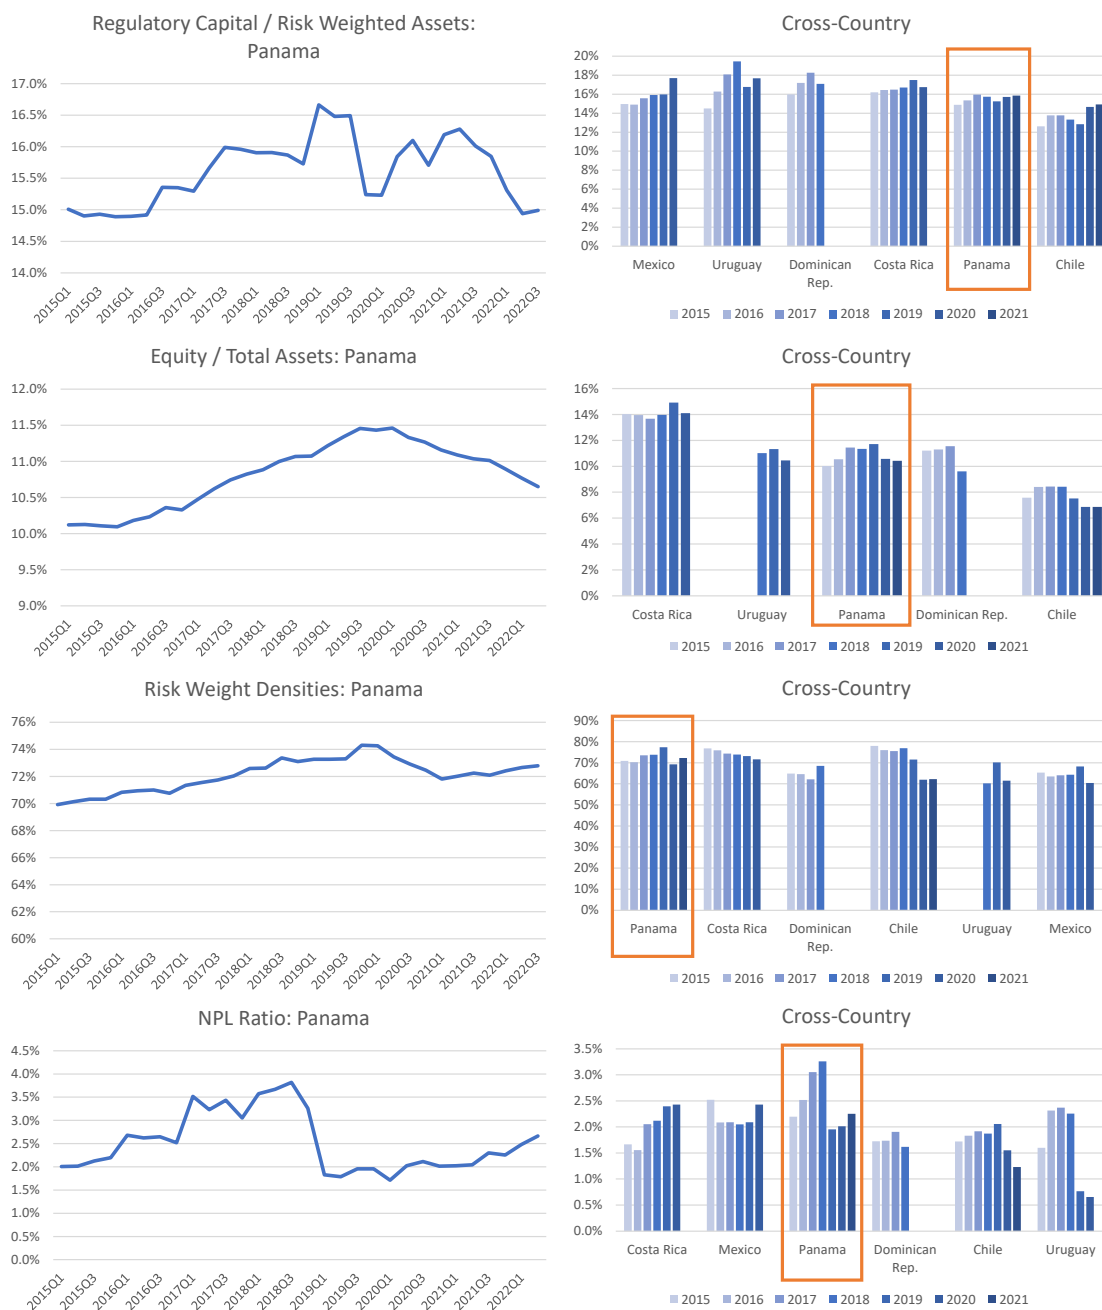 Regulatory Capital / Risk Weighted Assets:
Panama
17.0%
16.5%
16.0%
15.5%
15.0%
14.5%
14.0%
2015Q1 2015Q3 2016Q1 2016Q3 2017Q1 2017Q3 2018Q1 2018Q3 2019Q1 2019Q3 2020Q1 2020Q3 2021Q1 2021Q3 2022Q1 2022Q3
Cross-Country
20%
18%
16%
14%
12%
10%
8%
6%
4%
2%
0%
Mexico Uruguay Dominican Costa Rica Panama Chile
Rep.
2015 2016 2017 2018 2019 2020 2021
Equity / Total Assets: Panama
12.0%
11.5%
11.0%
10.5%
10.0%
9.5%
9.0%
2015Q1 2015Q3 2016Q1 2016Q3 2017Q1 2017Q3 2018Q1 2018Q3 2019Q1 2019Q3 2020Q1 2020Q3 2021Q1 2021Q3 2022Q1
Cross-Country
16%
14%
12%
10%
8%
6%
4%
2%
0%
Costa Rica Uruguay Panama Dominican Rep. Chile
2015 2016 2017 2018 2019 2020 2021
Risk Weight Densities: Panama
76%
74%
72%
70%
68%
66%
64%
62%
60%
2015Q1 2015Q3 2016Q1 2016Q3 2017Q1 2017Q3 2018Q1 2018Q3 2019Q1 2019Q3 2020Q1 2020Q3 2021Q1 2021Q3 2022Q1 2022Q3
Cross-Country
90%
80%
70%
60%
50%
40%
30%
20%
10%
0%
Panama Costa Rica Dominican Chile Uruguay Mexico
Rep.
2015 2016 2017 2018 2019 2020 2021
NPL Ratio: Panama
4.5%
4.0%
3.5%
3.0%
2.5%
2.0%
1.5%
1.0%
0.5%
0.0%
2015Q1 2015Q3 2016Q1 2016Q3 2017Q1 2017Q3 2018Q1 2018Q3 2019Q1 2019Q3 2020Q1 2020Q3 2021Q1 2021Q3 2022Q1
Cross-Country
3.5%
3.0%
2.5%
2.0%
1.5%
1.0%
0.5%
0.0%
Costa Rica Mexico Panama Dominican Chile Uruguay
Rep.
2015 2016 2017 2018 2019 2020 2021